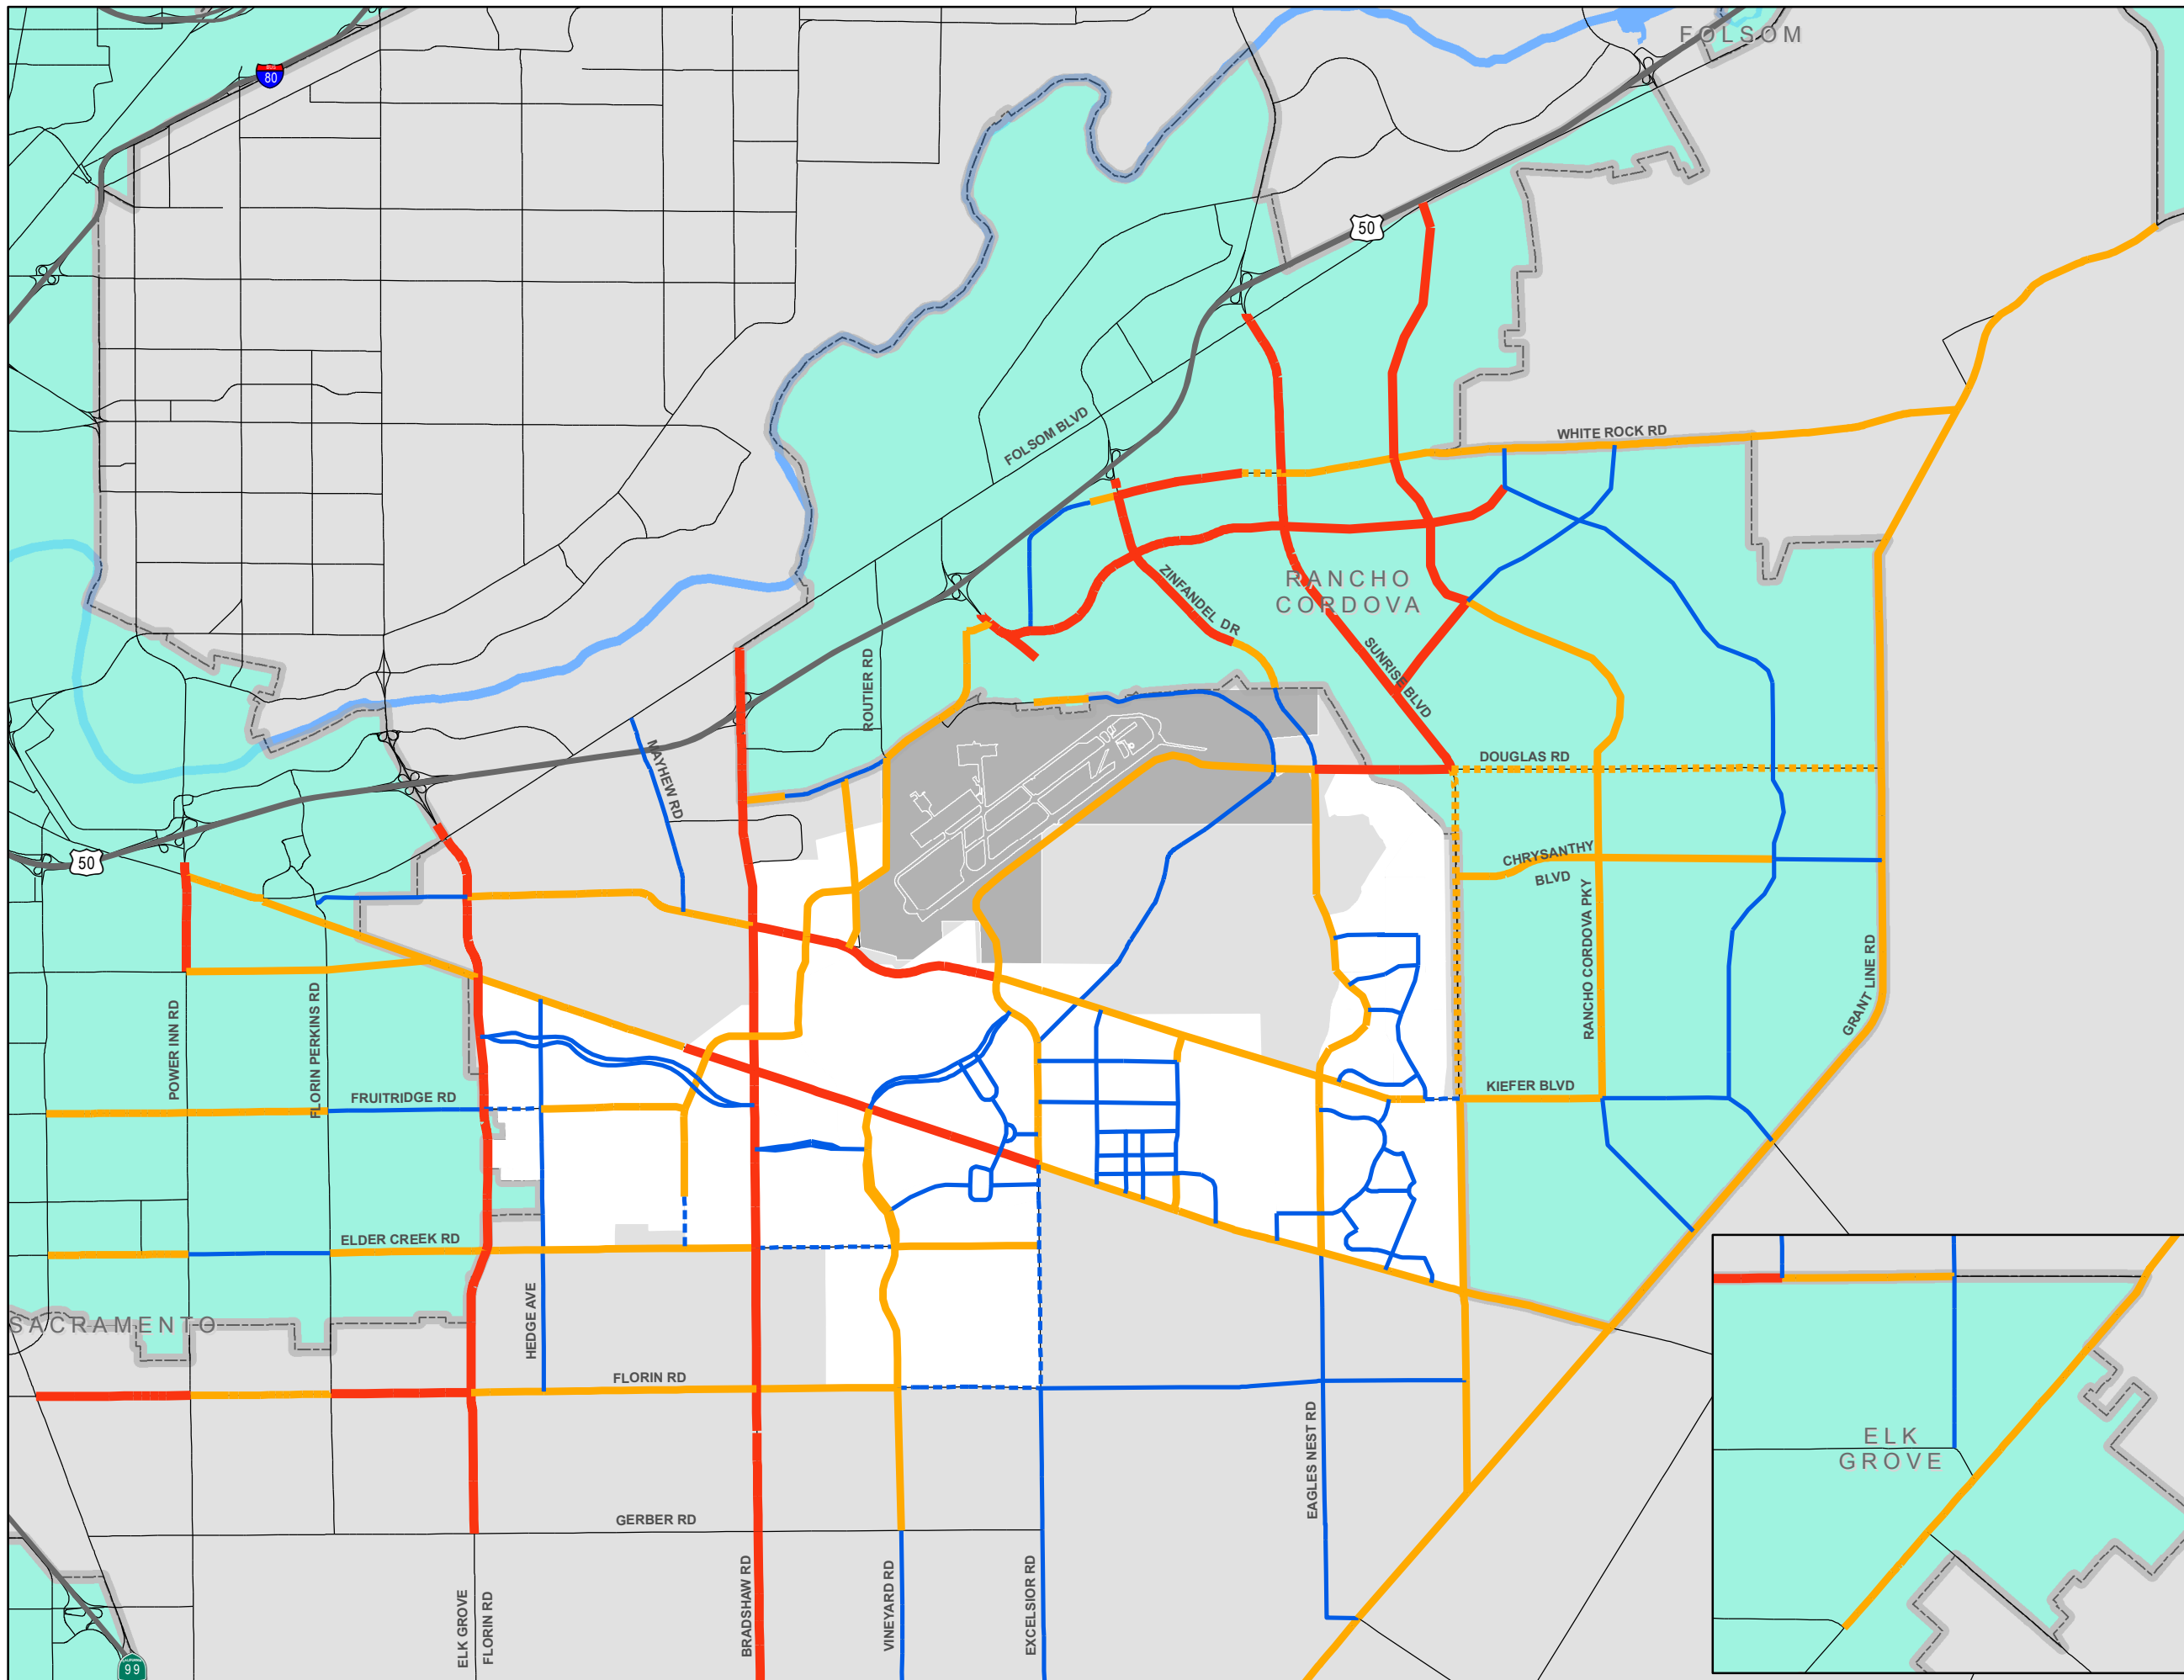 FOLSOM
80
50
FOLSOM BLVD
WHITE ROCK RD
ZINFANDEL DR
RANCHO
CORDOVA
SUNRISE BLVD
ROUTIER RD
MAYHEW RD
DOUGLAS RD
50
CHRYSANTHY
BLVD
RANCHO CORDOVA PKY
GRANT LINE RD
POWER INN RD
FLORIN PERKINS RD
FRUITRIDGE RD
KIEFER BLVD
ELDER CREEK RD
HEDGE AVE
SACRAMENTO
FLORIN RD
EAGLES NEST RD
ELK
GROVE
GERBER RD
ELK GROVE
FLORIN RD
BRADSHAW RD
VINEYARD RD
EXCELSIOR RD
99